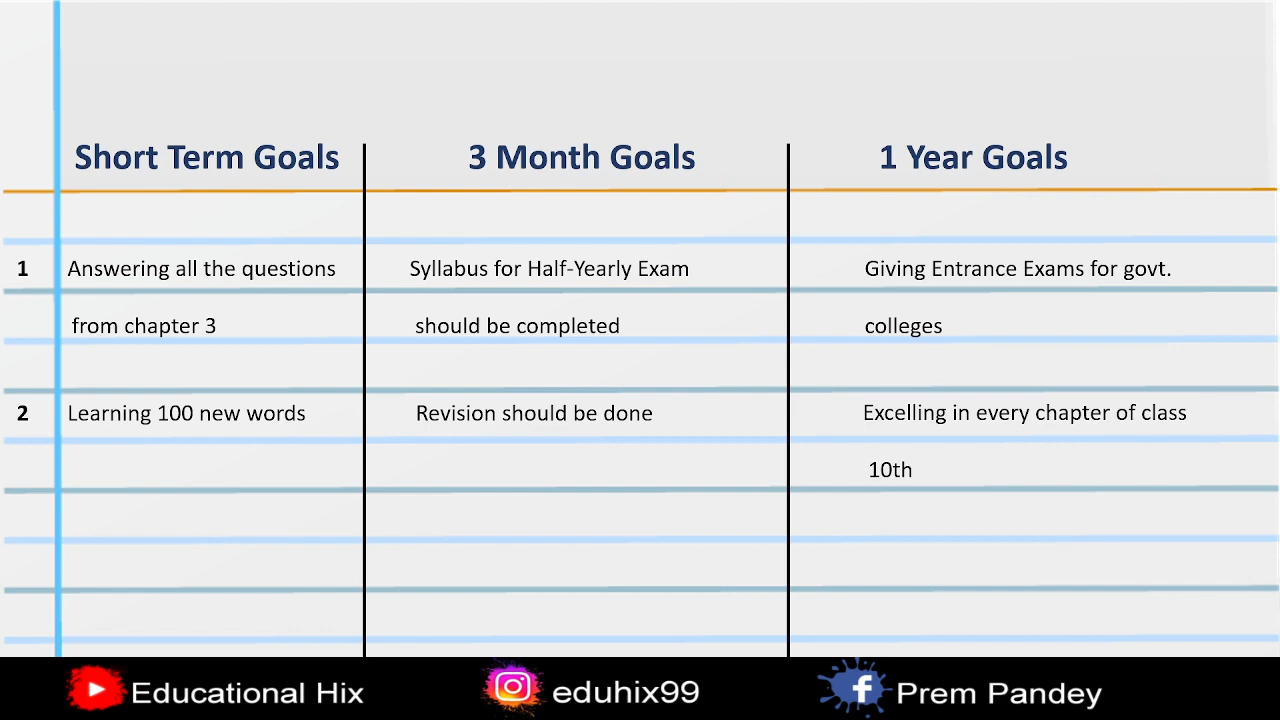 Short Term Goals 3 Month Goals 1 Year Goals
1 Answering all the questions Syllabus for Half-Yearly Exam Giving Entrance Exams for govt.
from chapter 3 should be completed colleges
2 Learning 100 new words Revision should be done Excelling in every chapter of class
10th
Educational Hix eduhix99 Prem Pandey